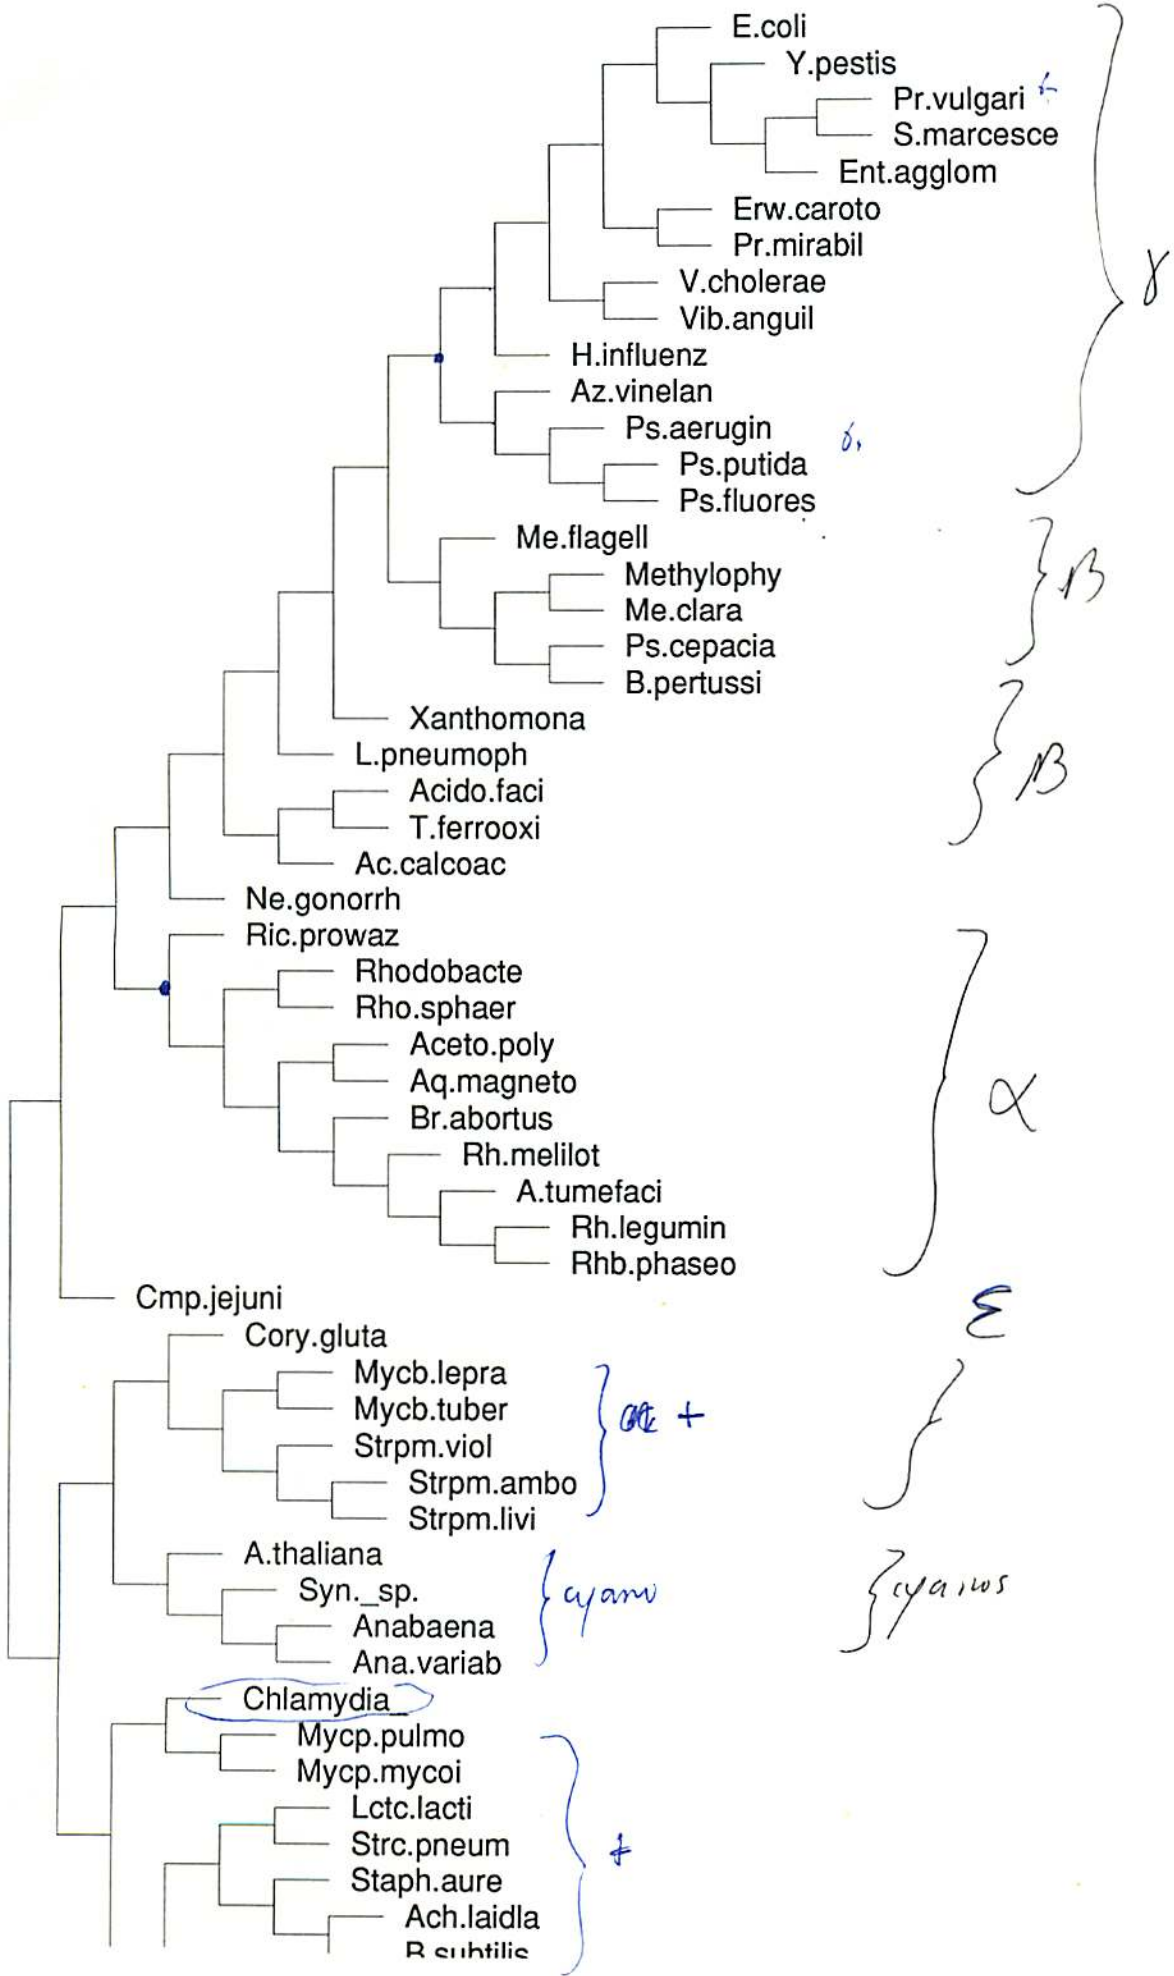 E.coli
Y.pestis
Pr.vulgari
S.marcesce
Ent.agglom
Erw.caroto
Pr.mirabil
V.cholerae
γ
Vib.anguil
H.influenz
Az.vinelan
Ps.aerugin
Ps.putida
Ps.fluores
Me.flagell
Methylophy
β
Me.clara
Ps.cepacia
B.pertussi
Xanthomona
L.pneumoph
β
Acido.faci
T.ferrooxi
Ac.calcoac
Ne.gonorrh
Ric.prowaz
Rhodobacte
Rho.sphaer
Aceto.poly
Aq.magneto
α
Br.abortus
Rh.melilot
A.tumefaci
Rh.legumin
Rhb.phaseo
Cmp.jejuni
ε
Cory.gluta
Mycb.lepra
Mycb.tuber
+
Strpm.viol
Strpm.ambo
Strpm.livi
A.thaliana
Syn._sp. cyano cyanos
Anabaena
Ana.variab
Chlamydia_
Mycp.pulmo
Mycp.mycoi
Lctc.lacti
Strc.pneum
+
Staph.aure
Ach.laidla
B.subtilis